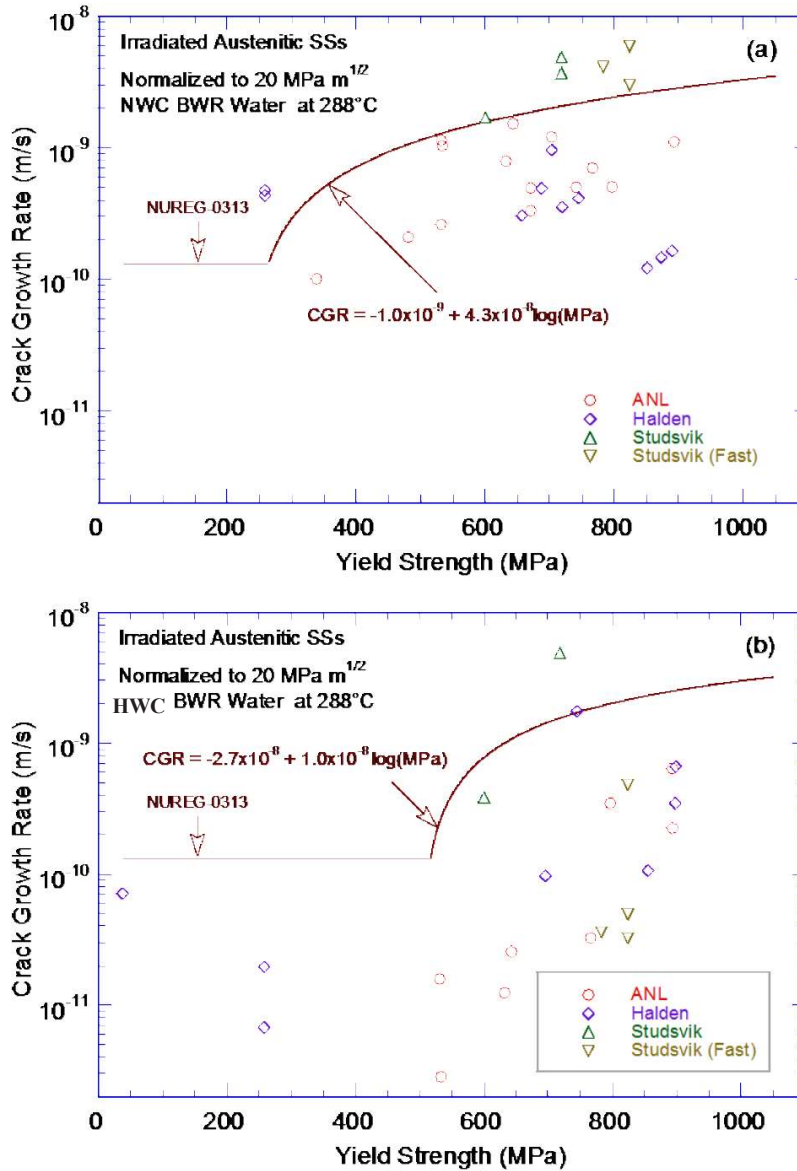 10⁻⁸
Irradiated Austenitic SSs
(a)
Normalized to 20 MPa m^1/2
NWC BWR Water at 288°C
10⁻⁹
NUREG-0313
10⁻¹⁰
CGR = -1.0x10⁻⁹ + 4.3x10⁻⁸log(MPa)
10⁻¹¹
ANL
Halden
Studsvik
Studsvik (Fast)
Crack Growth Rate (m/s)
0 200 400 600 800 1000
Yield Strength (MPa)
10⁻⁸
Irradiated Austenitic SSs
(b)
Normalized to 20 MPa m^1/2
HWC BWR Water at 288°C
10⁻⁹
CGR = -2.7x10⁻⁸ + 1.0x10⁻⁸log(MPa)
NUREG-0313
10⁻¹⁰
10⁻¹¹
ANL
Halden
Studsvik
Studsvik (Fast)
Crack Growth Rate (m/s)
0 200 400 600 800 1000
Yield Strength (MPa)